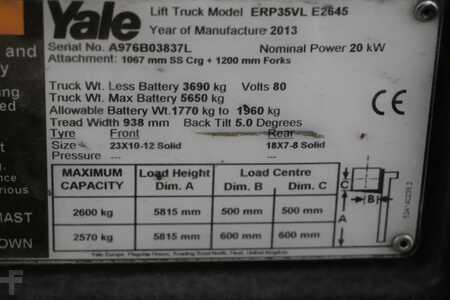 Yale
Lift Truck Model ERP35VL E2645
Year of Manufacture 2013
Serial No. A976B03837L Nominal Power 20 kW
Attachment: 1067 mm SS Crg + 1200 mm Forks
Truck Wt. Less Battery 3690 kg Volts 80
Truck Wt. Max Battery 5650 kg
Allowable Battery Wt. 1770 kg to 1960 kg
Tread Width 938 mm Back Tilt 5.0 Degrees
Tyre Front Rear
Size 23X10-12 Solid 18X7-8 Solid
Pressure --- ---
CE
MAXIMUM CAPACITY Load Height Dim. A Load Centre Dim. B Dim. C
2600 kg 5815 mm 500 mm 500 mm
2570 kg 5815 mm 600 mm 600 mm
C
B
A
MAST
OWN
F